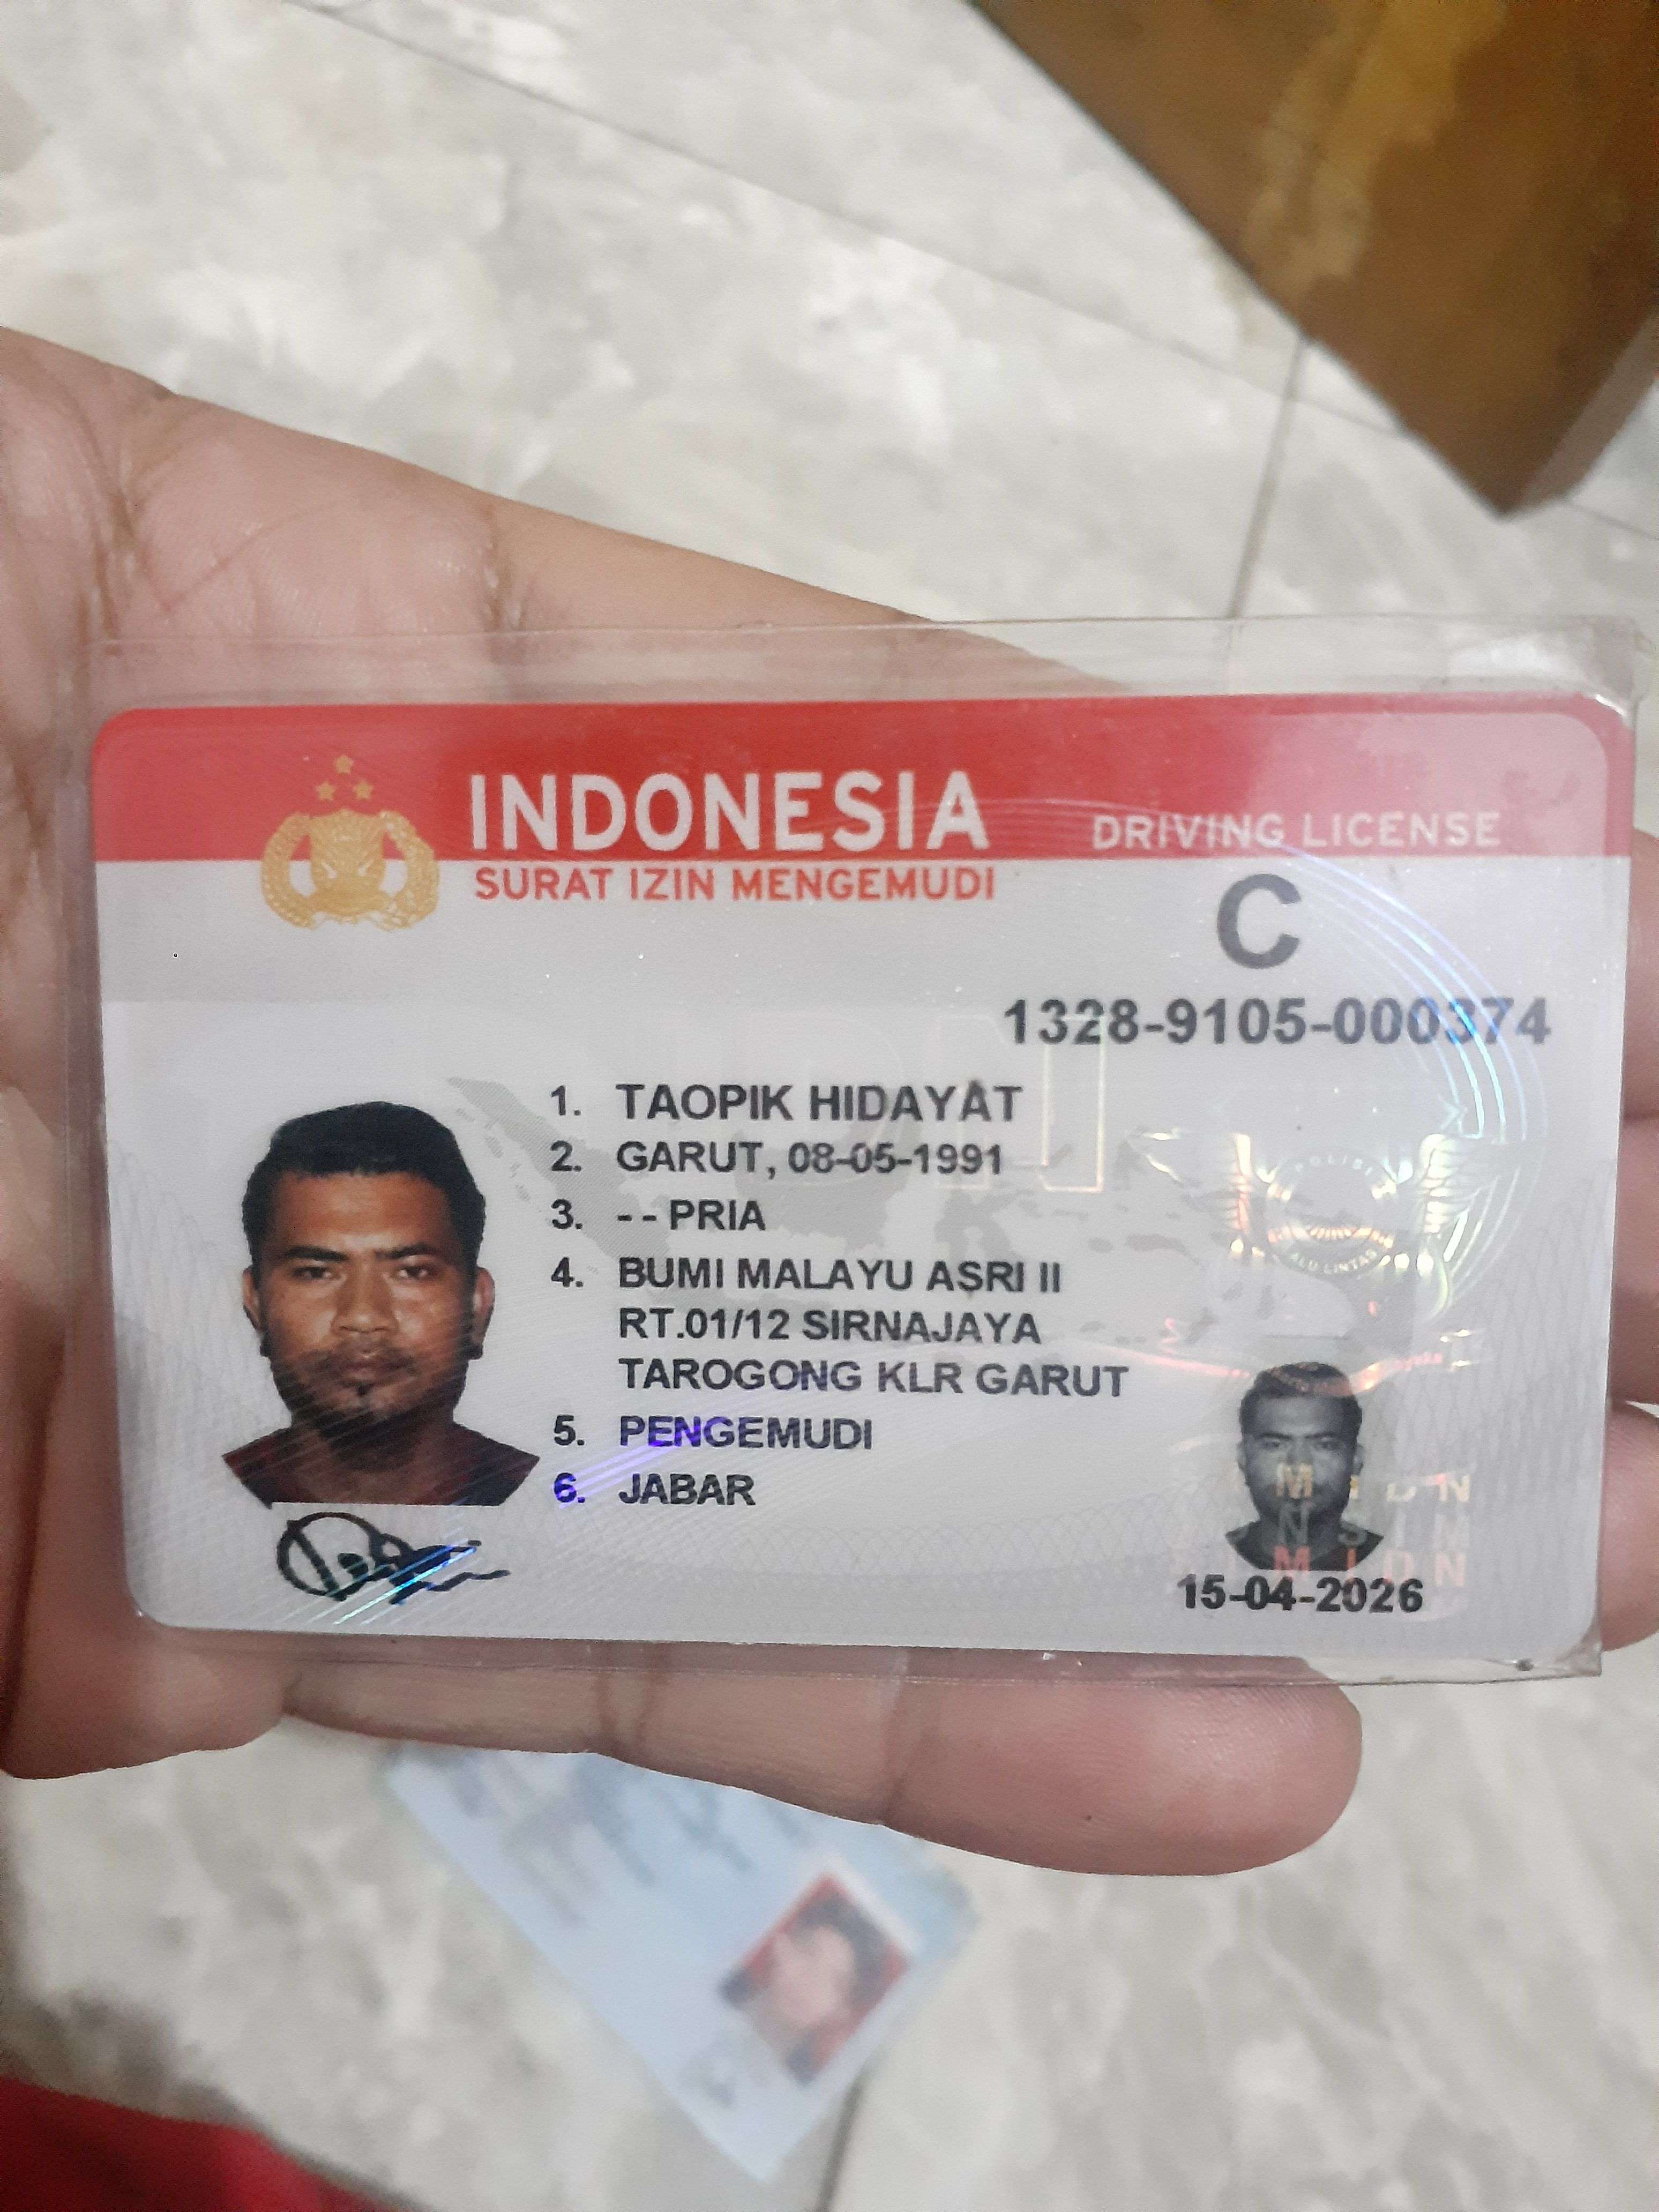 INDONESIA
DRIVING LICENSE
SURAT IZIN MENGEMUDI
C
1328-9105-000374
1. TAOPIK HIDAYAT
2. GARUT, 08-05-1991
3. - - PRIA
4. BUMI MALAYU ASRI II
RT.01/12 SIRNAJAYA
TAROGONG KLR GARUT
5. PENGEMUDI
6. JABAR
15-04-2026